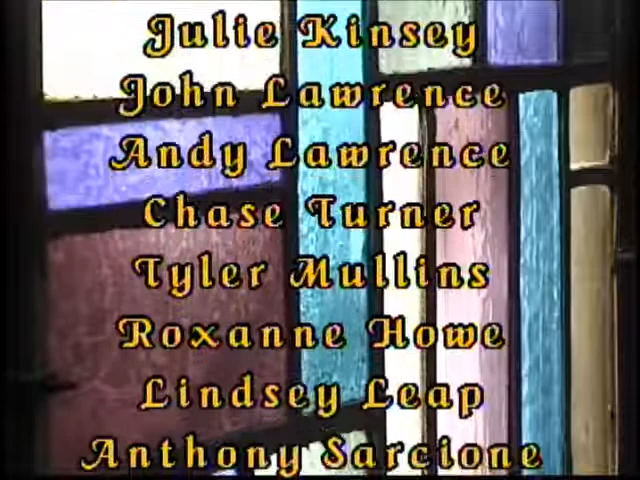 Julie Kinsey
John Lawrence
Andy Lawrence
Chase Turner
Tyler Mullins
Roxanne Howe
Lindsey Leap
Anthony Sarcione